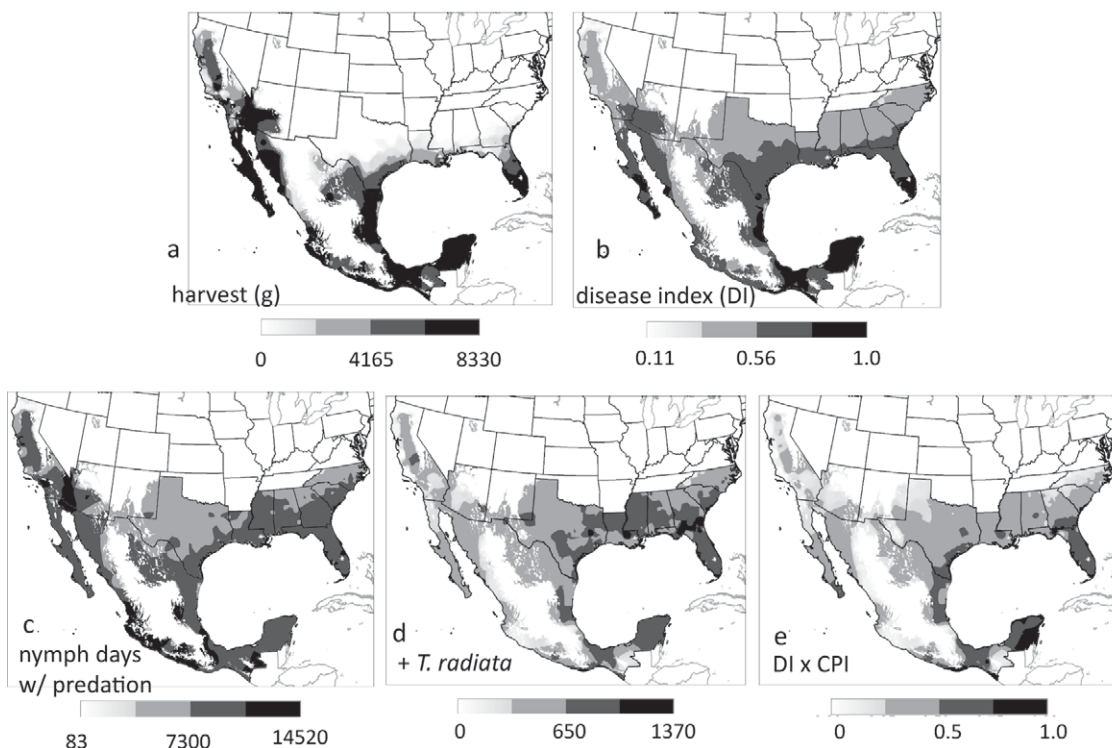 a
harvest (g)
0 4165 8330
b
disease index (DI)
0.11 0.56 1.0
c
nymph days
w/ predation
83 7300 14520
d
+ T. radiata
0 650 1370
e
DI x CPI
0 0.5 1.0